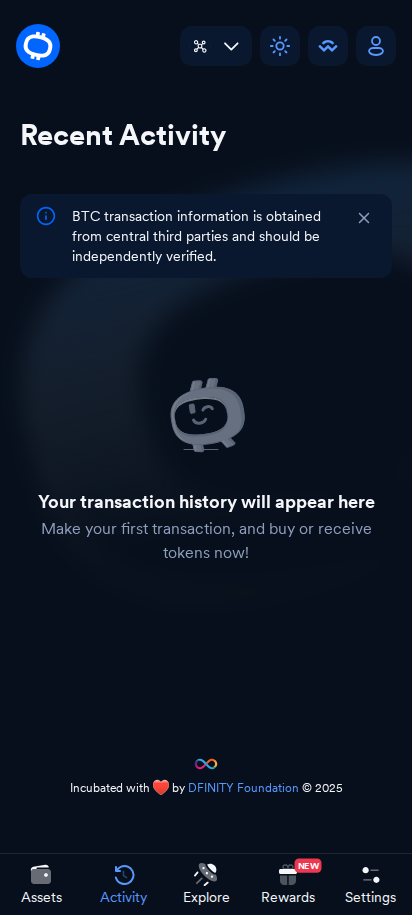 Recent Activity
BTC transaction information is obtained
from central third parties and should be
independently verified.
Your transaction history will appear here
Make your first transaction, and buy or receive
tokens now!
Incubated with ❤️ by DFINITY Foundation © 2025
NEW
Assets Activity Explore Rewards Settings